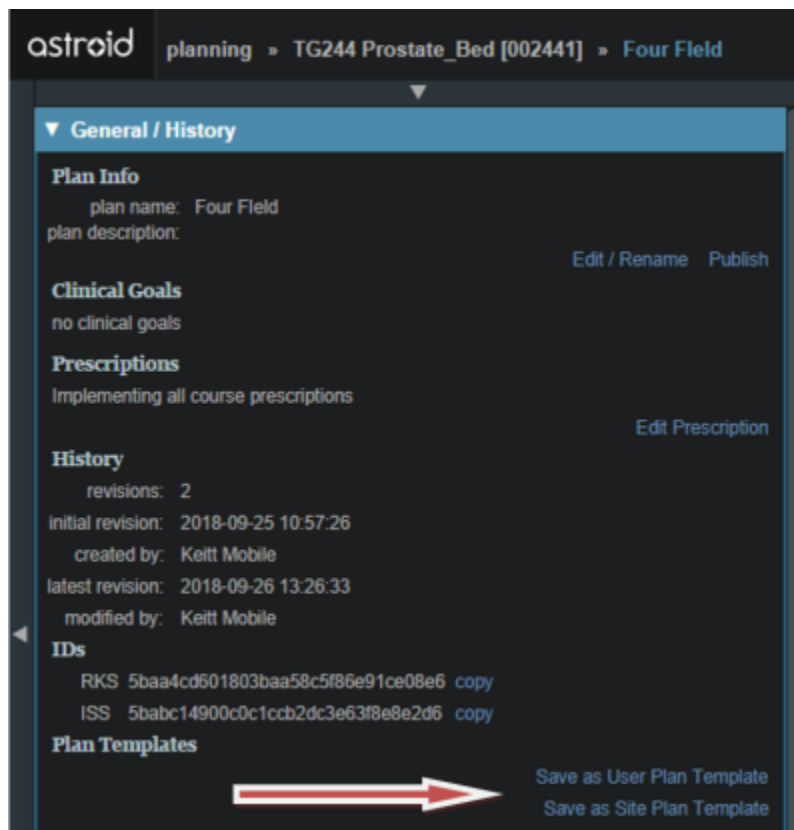 astroid planning » TG244 Prostate_Bed [002441] » Four FIeld
▼ General / History
Plan Info
plan name: Four FIeld
plan description:
Edit / Rename Publish
Clinical Goals
no clinical goals
Prescriptions
Implementing all course prescriptions
Edit Prescription
History
revisions: 2
initial revision: 2018-09-25 10:57:26
created by: Keitt Mobile
latest revision: 2018-09-26 13:26:33
modified by: Keitt Mobile
IDs
RKS 5baa4cd601803baa58c5f86e91ce08e6 copy
ISS 5babc14900c0c1ccb2dc3e63f8e8e2d6 copy
Plan Templates
Save as User Plan Template
Save as Site Plan Template